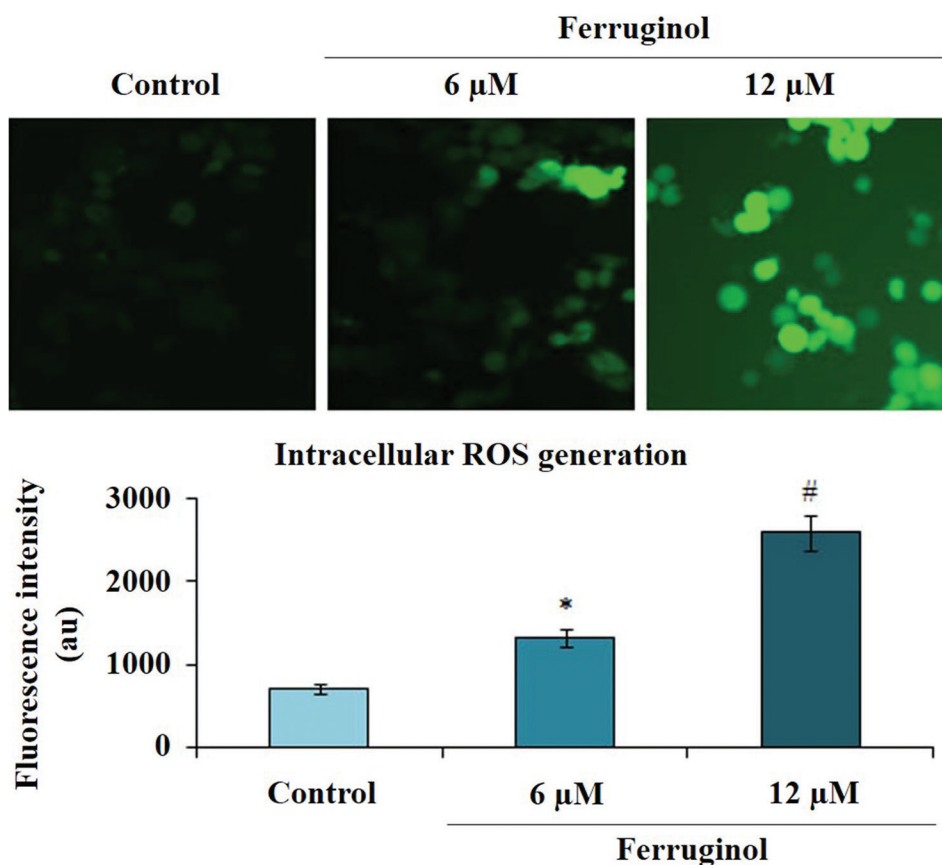 Ferruginol
Control 6 μM 12 μM
Intracellular ROS generation
Fluorescence intensity
(au)
3000
2000
1000
0
*
#
Control 6 μM 12 μM
Ferruginol